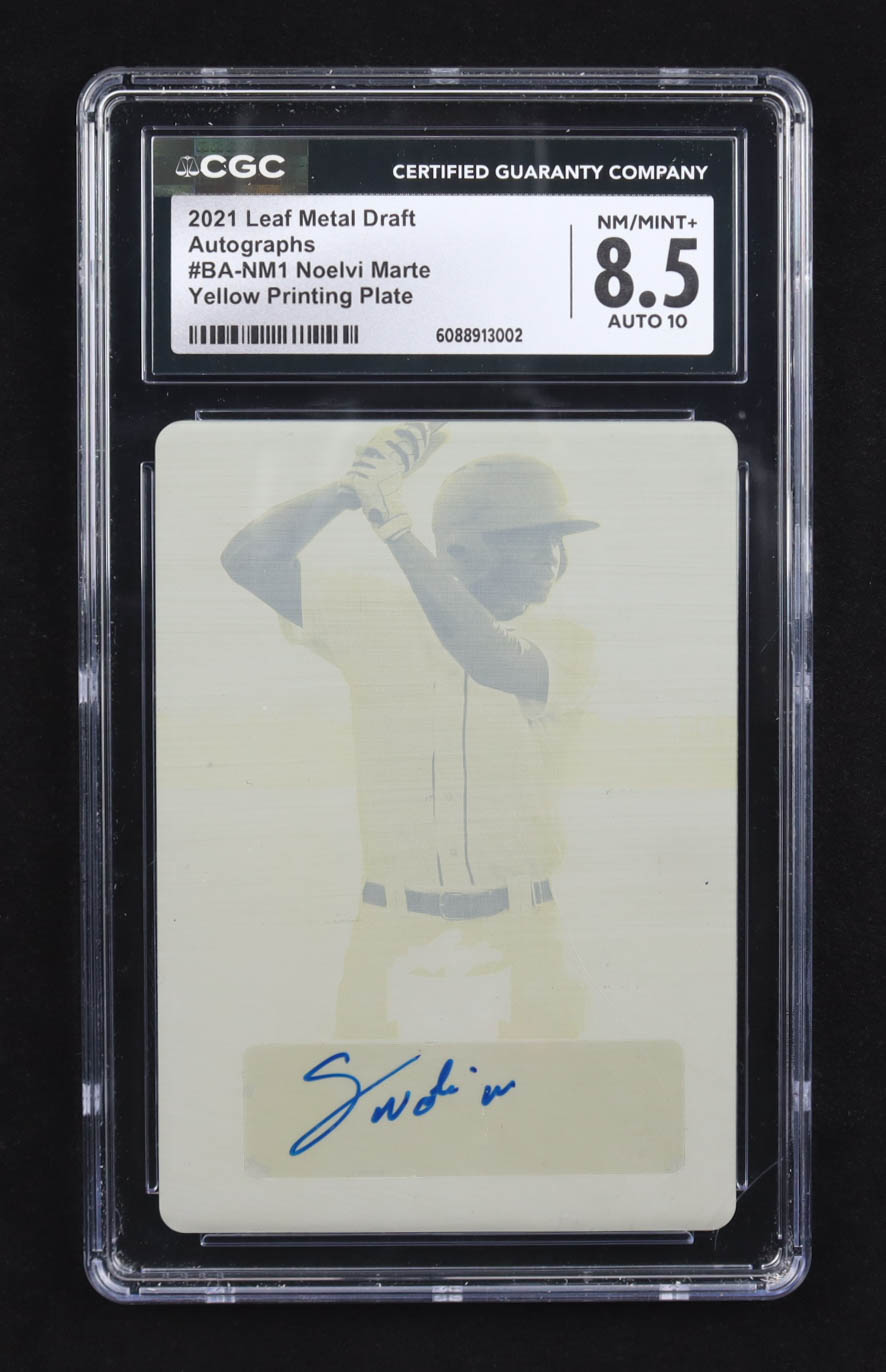 CGC
CERTIFIED GUARANTY COMPANY
2021 Leaf Metal Draft
Autographs
#BA-NM1 Noelvi Marte
Yellow Printing Plate
6088913002
NM/MINT+
8.5
AUTO 10